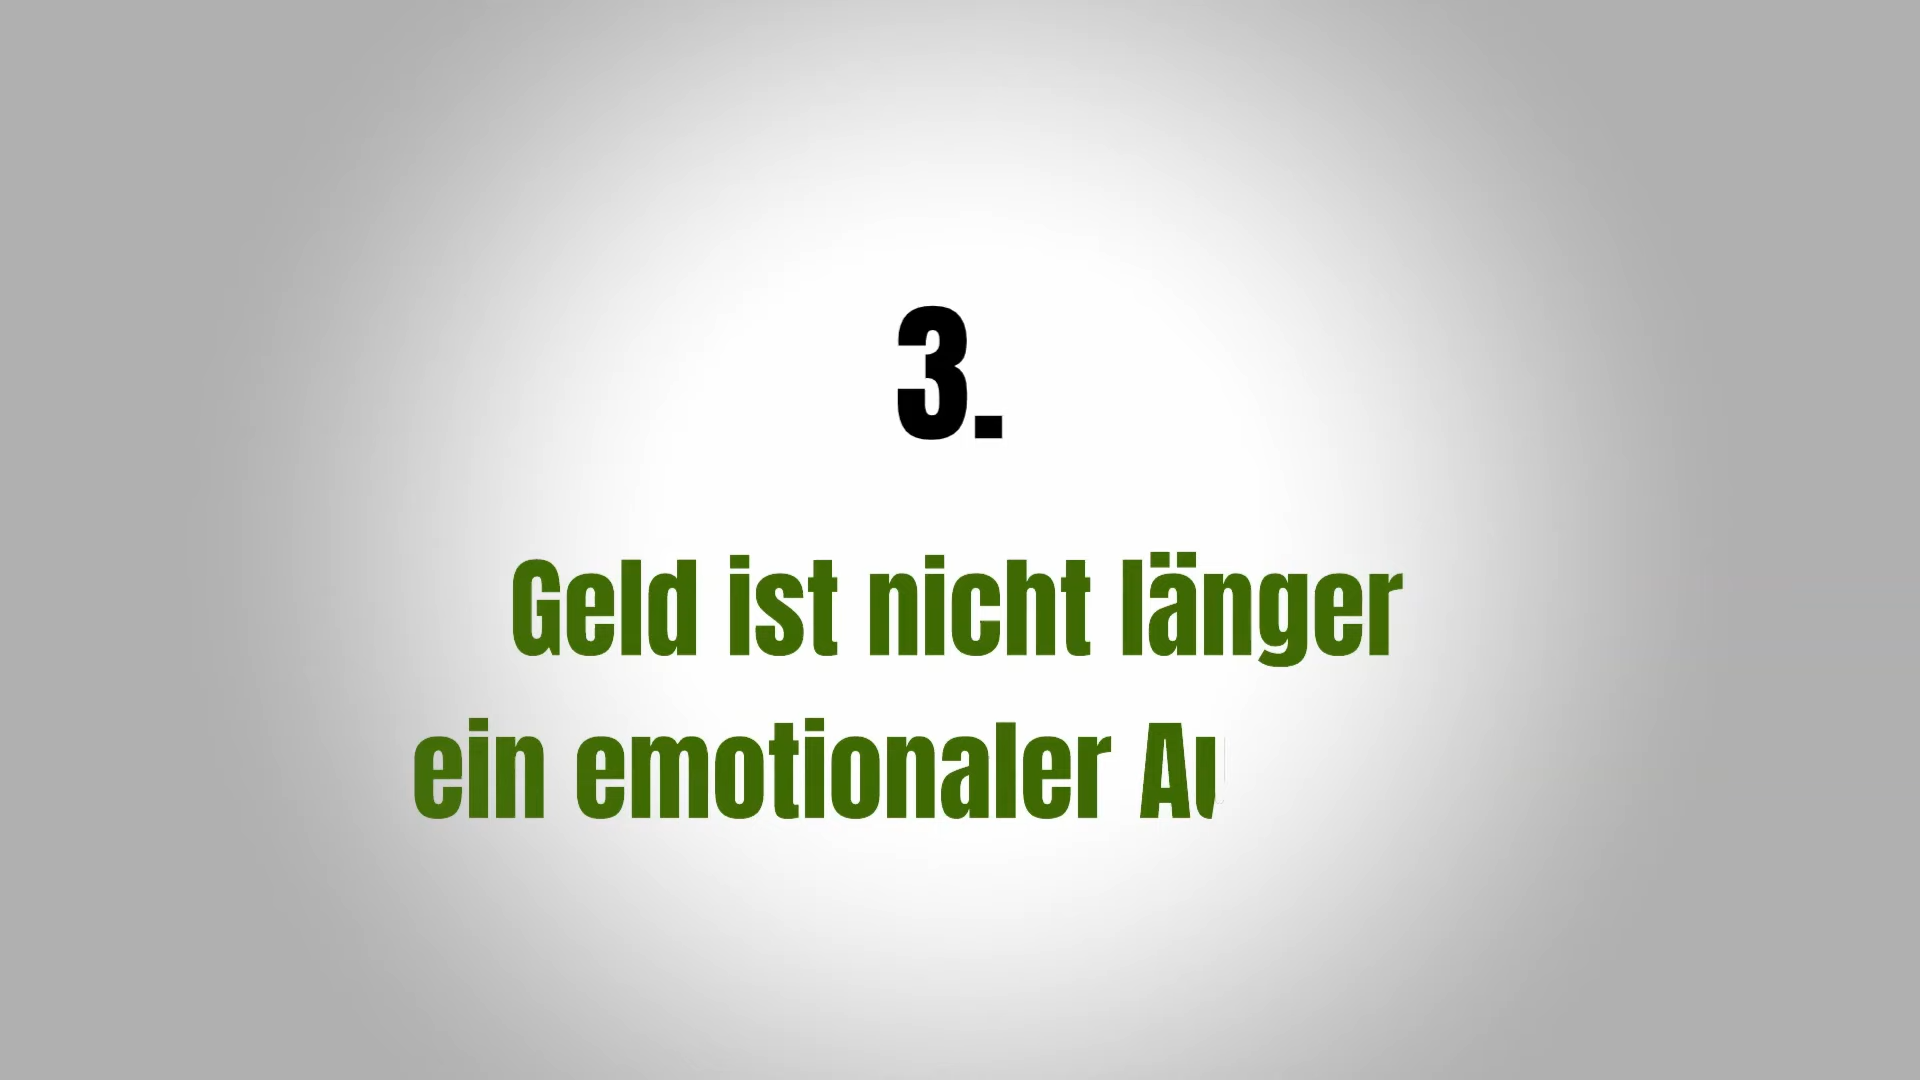 3.
Geld ist nicht länger
ein emotionaler